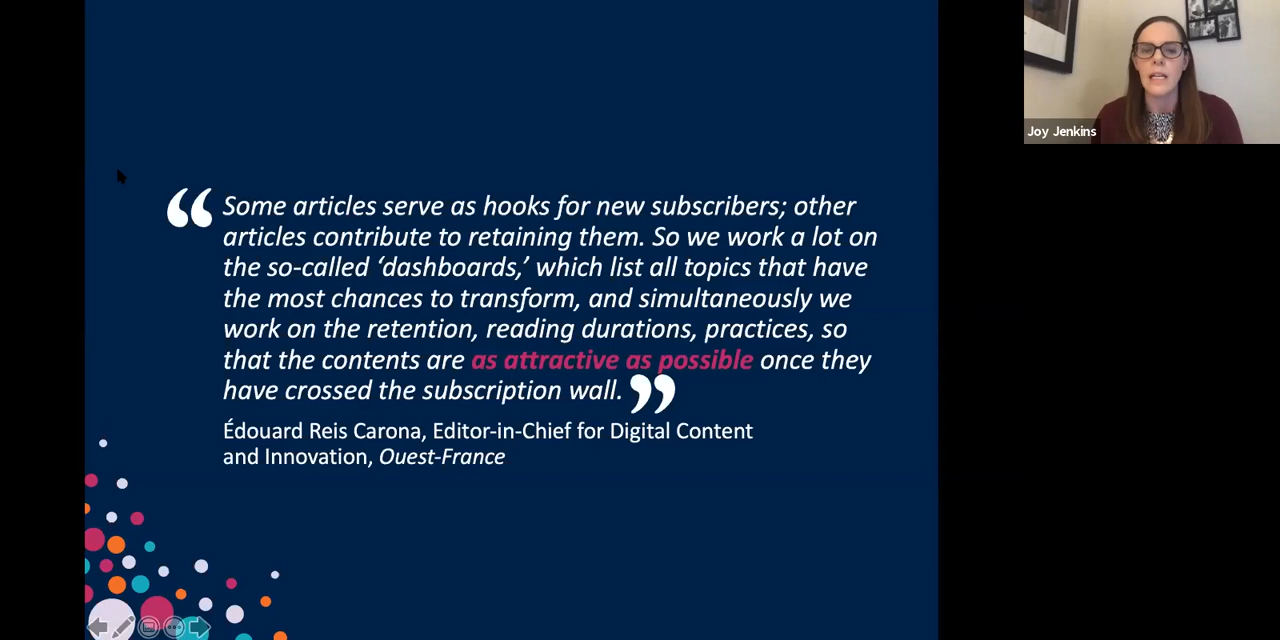 Joy Jenkins
“
Some articles serve as hooks for new subscribers; other
articles contribute to retaining them. So we work a lot on
the so-called ‘dashboards,’ which list all topics that have
the most chances to transform, and simultaneously we
work on the retention, reading durations, practices, so
that the contents are as attractive as possible once they
have crossed the subscription wall. ”
Édouard Reis Carona, Editor-in-Chief for Digital Content
and Innovation, Ouest-France